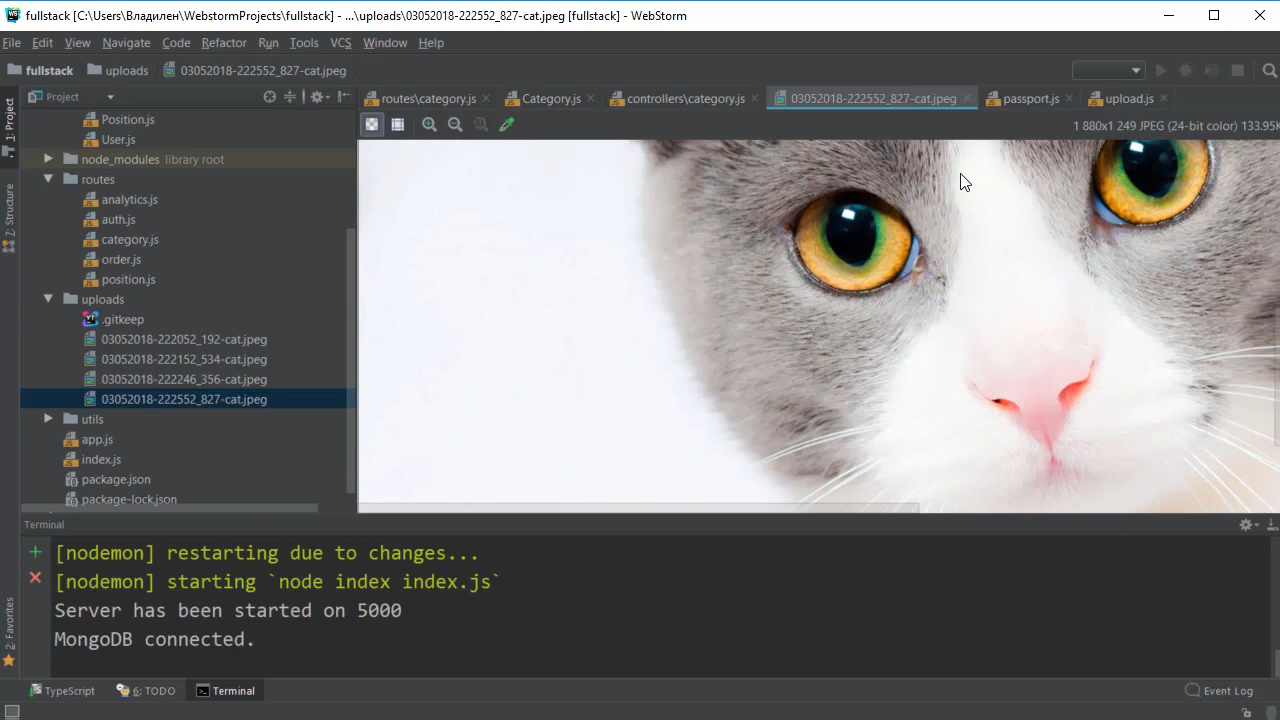 fullstack [C:\Users\Владилен\WebstormProjects\fullstack] - ...\uploads\03052018-222552_827-cat.jpeg [fullstack] - WebStorm
File Edit View Navigate Code Refactor Run Tools VCS Window Help
fullstack uploads 03052018-222552_827-cat.jpeg
1: Project
Project
routes\category.js Category.js controllers\category.js 03052018-222552_827-cat.jpeg passport.js upload.js
1 880x1 249 JPEG (24-bit color) 133.95K
Position.js
User.js
node_modules library root
routes
analytics.js
auth.js
category.js
order.js
position.js
uploads
.gitkeep
03052018-222052_192-cat.jpeg
03052018-222152_534-cat.jpeg
03052018-222246_356-cat.jpeg
03052018-222552_827-cat.jpeg
utils
app.js
index.js
package.json
package-lock.json
Z: Structure
2: Favorites
Terminal
[nodemon] restarting due to changes...
[nodemon] starting `node index index.js`
Server has been started on 5000
MongoDB connected.
TypeScript 6: TODO Terminal Event Log